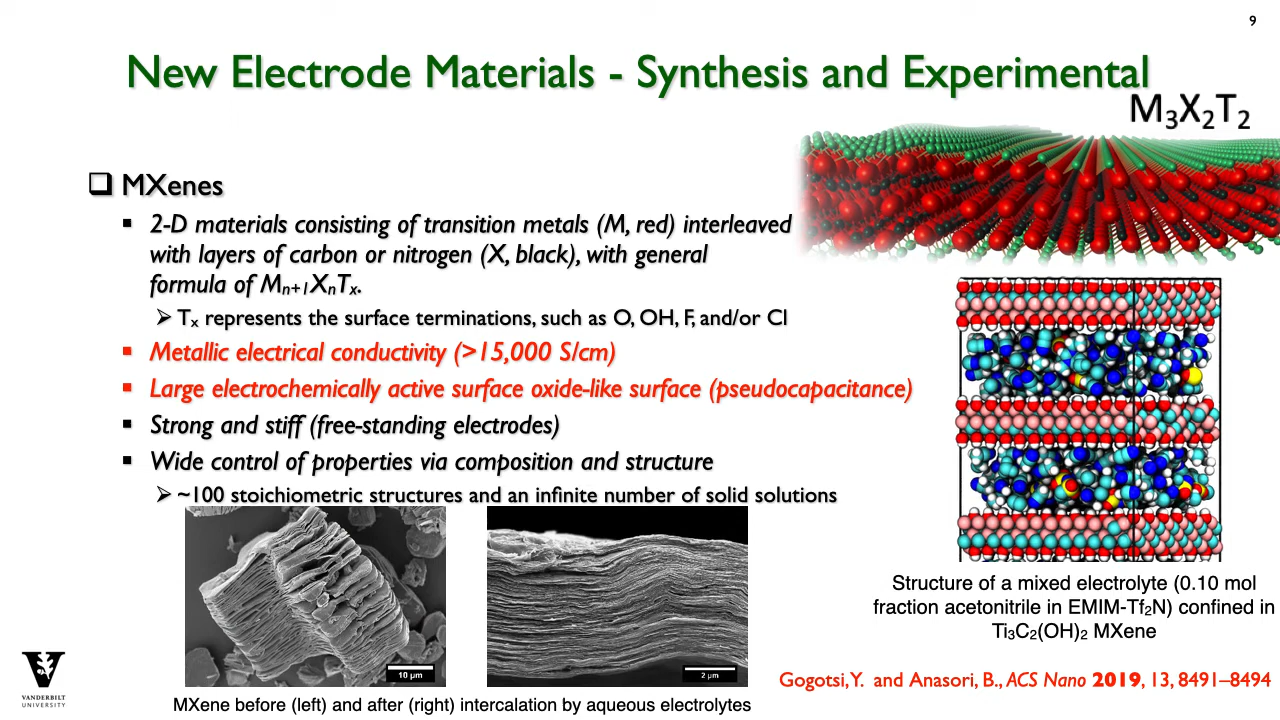 9
New Electrode Materials - Synthesis and Experimental
M₃X₂T₂
❑ MXenes
▪ 2-D materials consisting of transition metals (M, red) interleaved
with layers of carbon or nitrogen (X, black), with general
formula of Mₙ₊₁XₙTₓ.
➢ Tₓ represents the surface terminations, such as O, OH, F, and/or Cl
▪ Metallic electrical conductivity (>15,000 S/cm)
▪ Large electrochemically active surface oxide-like surface (pseudocapacitance)
▪ Strong and stiff (free-standing electrodes)
▪ Wide control of properties via composition and structure
➢ ~100 stoichiometric structures and an infinite number of solid solutions
10 µm
2 µm
MXene before (left) and after (right) intercalation by aqueous electrolytes
Structure of a mixed electrolyte (0.10 mol
fraction acetonitrile in EMIM-Tf₂N) confined in
Ti₃C₂(OH)₂ MXene
Gogotsi, Y. and Anasori, B., ACS Nano 2019, 13, 8491–8494
VANDERBILT
UNIVERSITY